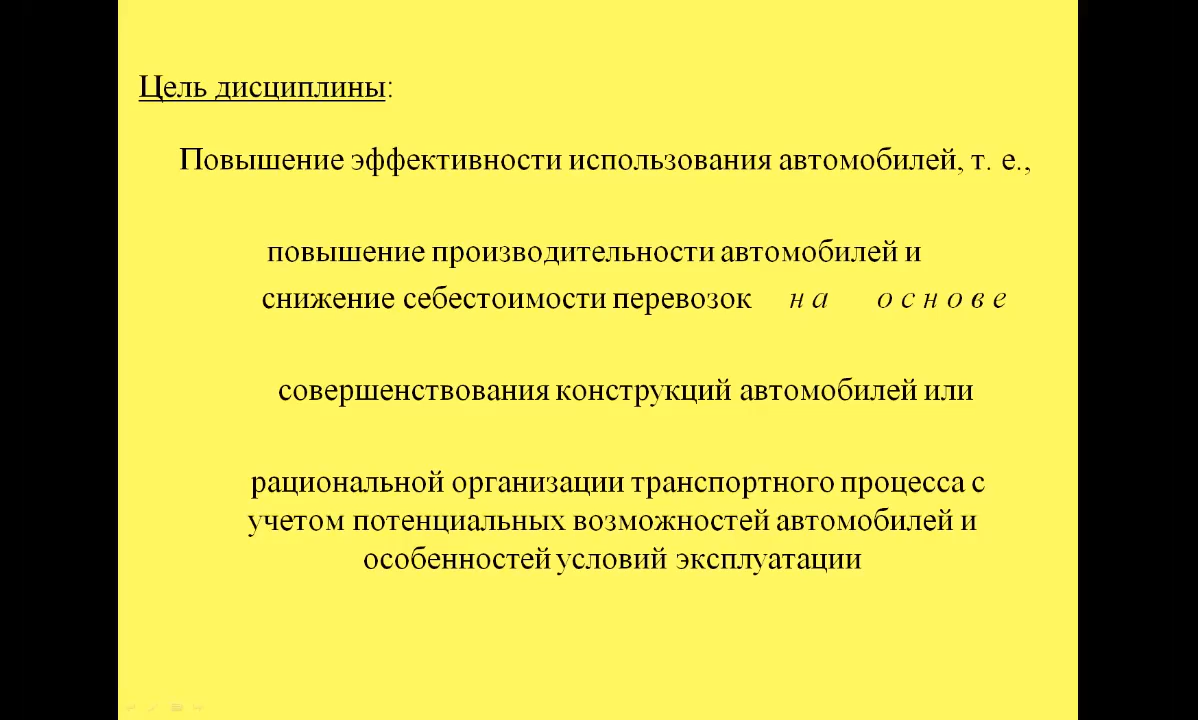 Цель дисциплины:
Повышение эффективности использования автомобилей, т. е.,
повышение производительности автомобилей и
снижение себестоимости перевозок н а о с н о в е
совершенствования конструкций автомобилей или
рациональной организации транспортного процесса с
учетом потенциальных возможностей автомобилей и
особенностей условий эксплуатации